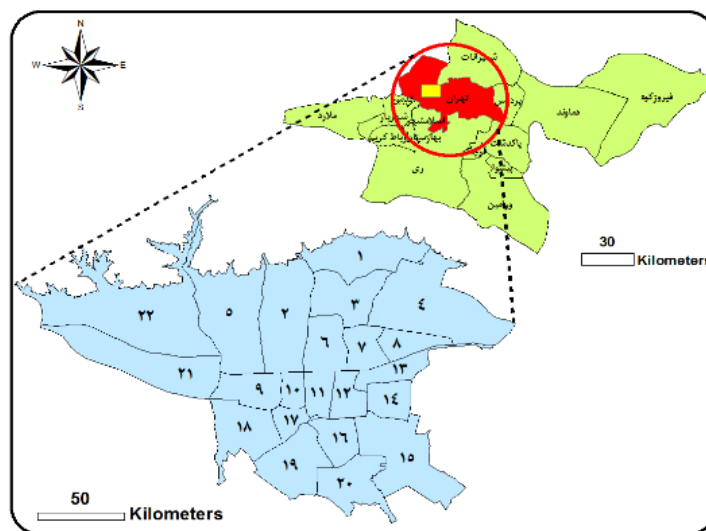 N
W E
S
شمیرانات
فیروزکوه
تهران
پردیس
دماوند
ملارد
شهریار
اسلامشهر
بهارستان
رباط کریم
پاکدشت
ری
ورامین
30
Kilometers
۱
۲۲
۵
۲
۳
۴
۶
۷
۸
۲۱
۱۳
۹
۱۰
۱۱
۱۲
۱۴
۱۸
۱۷
۱۶
۱۵
۱۹
۲۰
50
Kilometers